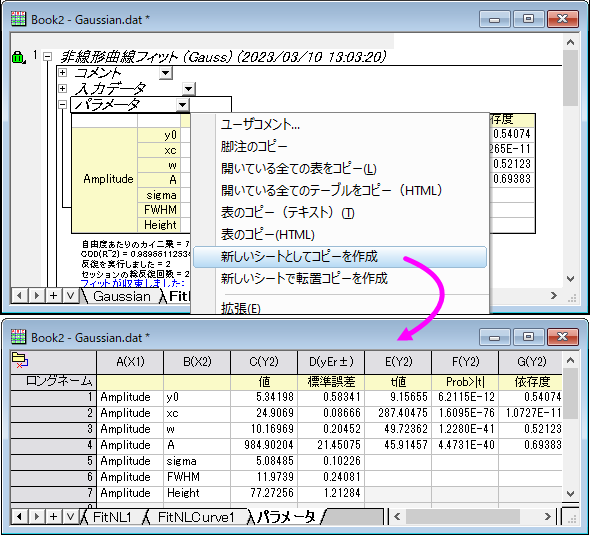 Book2 - Gaussian.dat *
1
非線形曲線フィット (Gauss) (2023/03/10 13:03:20)
コメント
入力データ
パラメータ
ユーザコメント...
脚注のコピー
開いている全ての表をコピー(L)
開いている全てのテーブルをコピー（HTML）
表のコピー（テキスト）(T)
表のコピー(HTML)
新しいシートとしてコピーを作成
新しいシートで転置コピーを作成
拡張(E)
存度
y0 0.54074
xc 265E-11
w 0.52123
Amplitude A 0.69383
sigma
FWHM
Height
自由度あたりのカイ二乗 = 7
COD(R^2) =
反復を実行しました = 2
セッションの総反復回数 = 2
フィットが収束しました:
Gaussian FitN
Book2 - Gaussian.dat *
A(X1) B(X2) C(Y2) D(yEr±) E(Y2) F(Y2) G(Y2)
ロングネーム 値 標準誤差 t値 Prob>|t| 依存度
1 Amplitude y0 5.34198 0.58341 9.15655 6.2115E-12 0.54074
2 Amplitude xc 24.9069 0.08666 287.40475 1.6095E-76 1.0727E-11
3 Amplitude w 10.16969 0.20452 49.72362 1.2280E-41 0.52123
4 Amplitude A 984.90204 21.45075 45.91457 4.4731E-40 0.69383
5 Amplitude sigma 5.08485 0.10226
6 Amplitude FWHM 11.9739 0.24081
7 Amplitude Height 77.27256 1.21284
FitNL1 FitNLCurve1 パラメータ